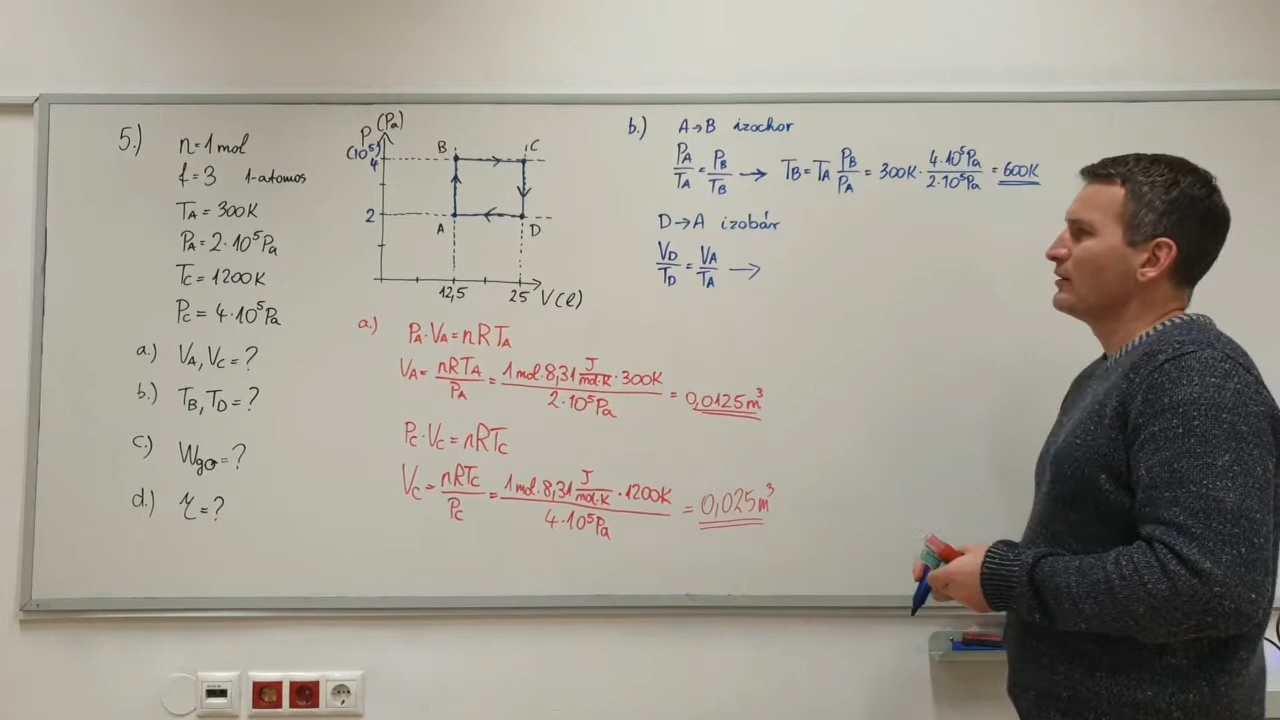 5.)
n = 1 mol
f = 3 1-atomos
T_A = 300K
P_A = 2·10⁵Pa
T_C = 1200K
P_C = 4·10⁵Pa
a.) V_A, V_C = ?
b.) T_B, T_D = ?
c.) W_gáz = ?
d.) η = ?
P (Pa)
(10⁵)
4
2
B C
A D
12,5 25 V(l)
a.) P_A·V_A = nRT_A
V_A = nRT_A/P_A = 1 mol·8,31 J/mol·K·300K / 2·10⁵Pa = 0,0125 m³
P_C·V_C = nRT_C
V_C = nRT_C/P_C = 1 mol·8,31 J/mol·K·1200K / 4·10⁵Pa = 0,025 m³
b.) A→B izochor
P_A/T_A = P_B/T_B → T_B = T_A P_B/P_A = 300K·4·10⁵Pa/2·10⁵Pa = 600K
D→A izobár
V_D/T_D = V_A/T_A →